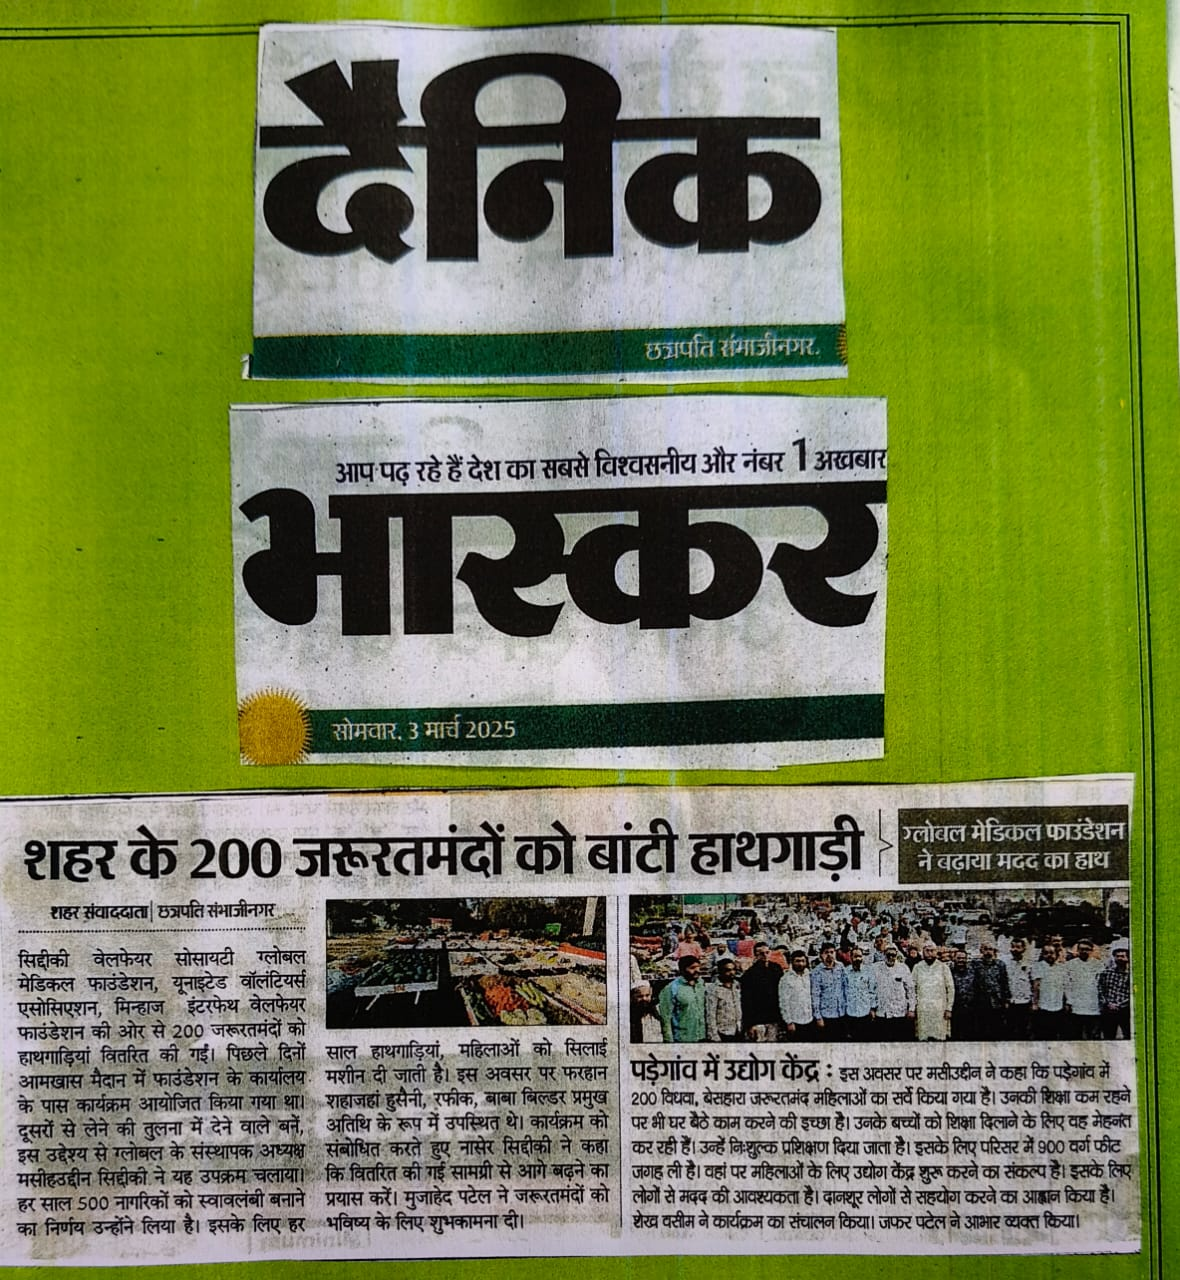 दैनिक
छत्रपति संभाजीनगर.
आप पढ़ रहे हैं देश का सबसे विश्वसनीय और नंबर 1 अखबार
भास्कर
सोमवार, 3 मार्च 2025
शहर के 200 जरूरतमंदों को बांटी हाथगाड़ी
ग्लोबल मेडिकल फाउंडेशन
ने बढ़ाया मदद का हाथ
शहर संवाददाता| छत्रपति संभाजीनगर
सिद्दीकी वेलफेयर सोसायटी ग्लोबल
मेडिकल फाउंडेशन, यूनाइटेड वॉलंटियर्स
एसोसिएशन, मिन्हाज इंटरफेथ वेलफेयर
फाउंडेशन की ओर से 200 जरूरतमंदों को
हाथगाड़ियां वितरित की गईं। पिछले दिनों
आमखास मैदान में फाउंडेशन के कार्यालय
के पास कार्यक्रम आयोजित किया गया था।
दूसरों से लेने की तुलना में देने वाले बनें,
इस उद्देश्य से ग्लोबल के संस्थापक अध्यक्ष
मसीहउद्दीन सिद्दीकी ने यह उपक्रम चलाया।
हर साल 500 नागरिकों को स्वावलंबी बनाने
का निर्णय उन्होंने लिया है। इसके लिए हर
साल हाथगाड़ियां, महिलाओं को सिलाई
मशीन दी जाती है। इस अवसर पर फरहान
शहाजहां हुसैनी, रफीक, बाबा बिल्डर प्रमुख
अतिथि के रूप में उपस्थित थे। कार्यक्रम को
संबोधित करते हुए नासेर सिद्दीकी ने कहा
कि वितरित की गई सामग्री से आगे बढ़ने का
प्रयास करें। मुजाहेद पटेल ने जरूरतमंदों को
भविष्य के लिए शुभकामना दी।
पड़ेगांव में उद्योग केंद्र : इस अवसर पर मसीउद्दीन ने कहा कि पड़ेगांव में
200 विधवा, बेसहारा जरूरतमंद महिलाओं का सर्वे किया गया है। उनकी शिक्षा कम रहने
पर भी घर बैठे काम करने की इच्छा है। उनके बच्चों को शिक्षा दिलाने के लिए वह मेहनत
कर रही हैं। उन्हें निःशुल्क प्रशिक्षण दिया जाता है। इसके लिए परिसर में 900 वर्ग फीट
जगह ली है। वहां पर महिलाओं के लिए उद्योग केंद्र शुरू करने का संकल्प है। इसके लिए
लोगों से मदद की आवश्यकता है। दानशूर लोगों से सहयोग करने का आह्वान किया है।
शेख वसीम ने कार्यक्रम का संचालन किया। जफर पटेल ने आभार व्यक्त किया।